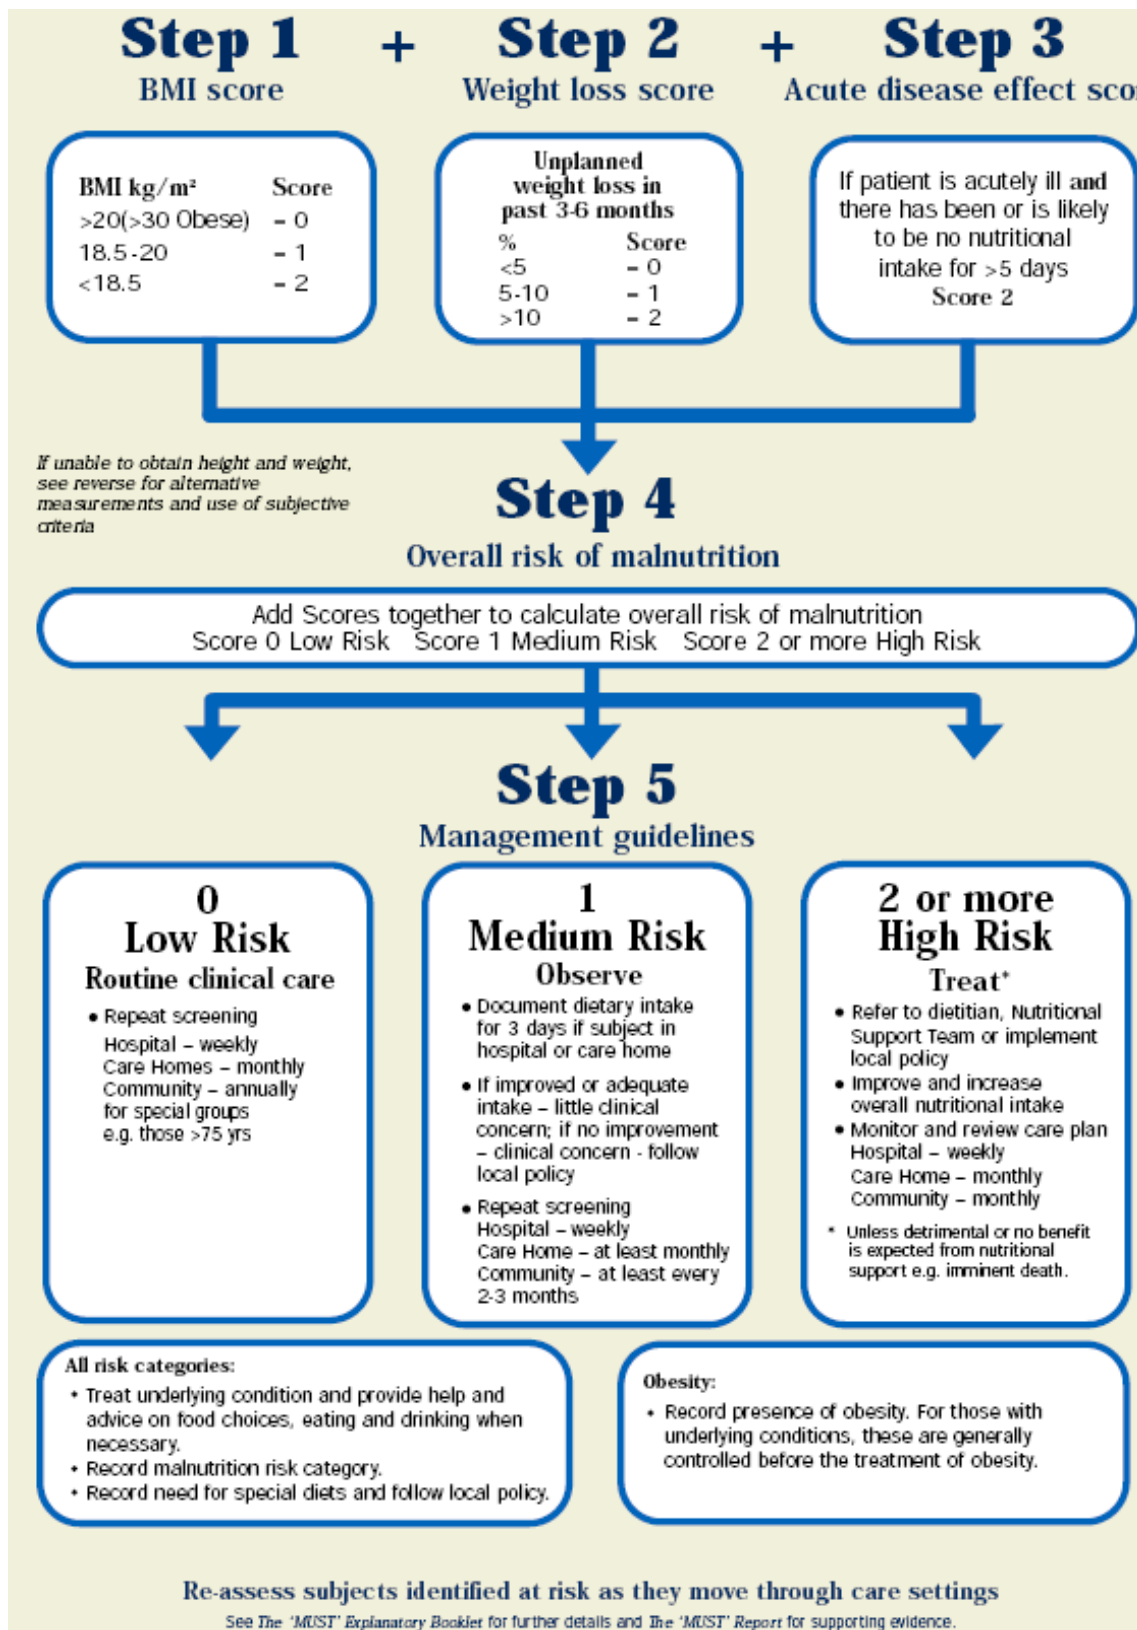 Step 1 + Step 2 + Step 3
BMI score
Weight loss score
Acute disease effect scor
BMI kg/m² Score
>20(>30 Obese) – 0
18.5 -20 – 1
<18.5 – 2
Unplanned
weight loss in
past 3-6 months
% Score
<5 – 0
5-10 – 1
>10 – 2
If patient is acutely ill and
there has been or is likely
to be no nutritional
intake for >5 days
Score 2
If unable to obtain height and weight,
see reverse for alternative
measurements and use of subjective
criteria
Step 4
Overall risk of malnutrition
Add Scores together to calculate overall risk of malnutrition
Score 0 Low Risk Score 1 Medium Risk Score 2 or more High Risk
Step 5
Management guidelines
0
Low Risk
Routine clinical care
• Repeat screening
Hospital – weekly
Care Homes – monthly
Community – annually
for special groups
e.g. those >75 yrs
1
Medium Risk
Observe
• Document dietary intake
for 3 days if subject in
hospital or care home
• If improved or adequate
intake – little clinical
concern; if no improvement
– clinical concern - follow
local policy
• Repeat screening
Hospital – weekly
Care Home – at least monthly
Community – at least every
2-3 months
2 or more
High Risk
Treat*
• Refer to dietitian, Nutritional
Support Team or implement
local policy
• Improve and increase
overall nutritional intake
• Monitor and review care plan
Hospital – weekly
Care Home – monthly
Community – monthly
* Unless detrimental or no benefit
is expected from nutritional
support e.g. imminent death.
All risk categories:
• Treat underlying condition and provide help and
advice on food choices, eating and drinking when
necessary.
• Record malnutrition risk category.
• Record need for special diets and follow local policy.
Obesity:
• Record presence of obesity. For those with
underlying conditions, these are generally
controlled before the treatment of obesity.
Re-assess subjects identified at risk as they move through care settings
See The 'MUST' Explanatory Booklet for further details and The 'MUST' Report for supporting evidence.